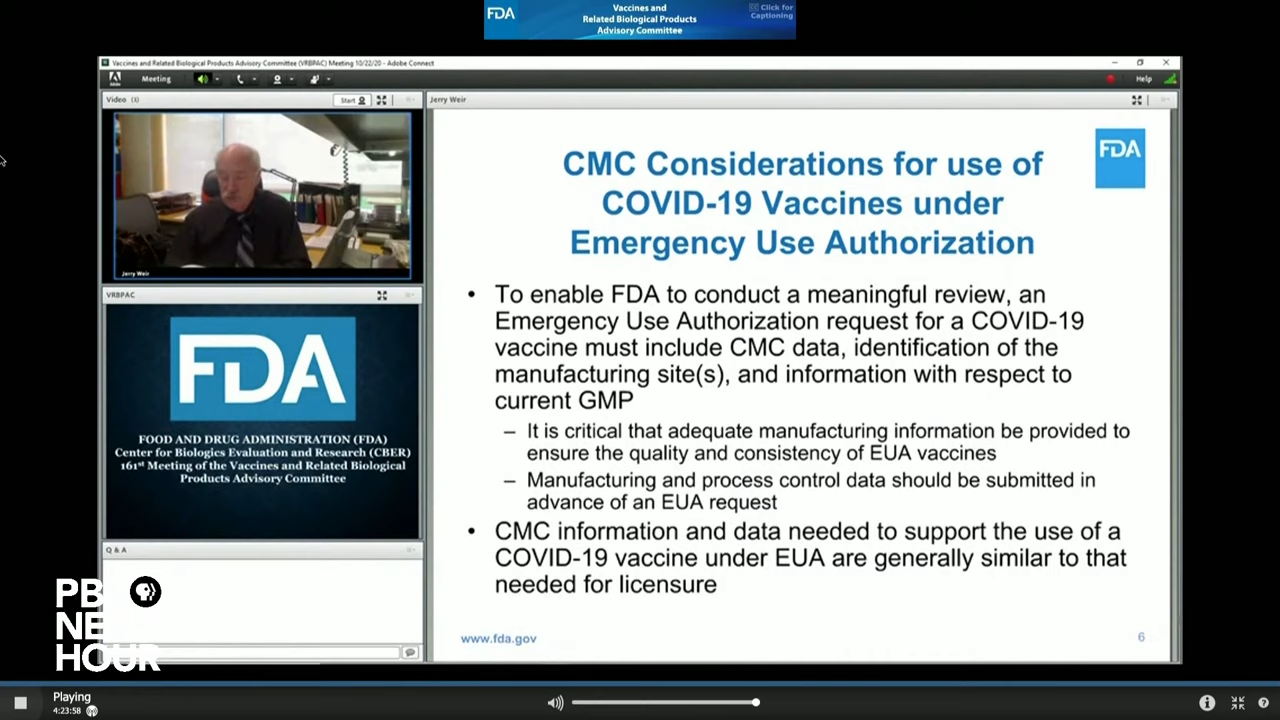 FDA
Vaccines and
Related Biological Products
Advisory Committee
CC Click for
Captioning
Vaccines and Related Biological Products Advisory Committee (VRBPAC) Meeting 10/22/20 - Adobe Connect
Meeting
Help
Video (1)
Start
Jerry Weir
Jerry Weir
VRBPAC
FDA
FOOD AND DRUG ADMINISTRATION (FDA)
Center for Biologics Evaluation and Research (CBER)
161st Meeting of the Vaccines and Related Biological
Products Advisory Committee
Q & A
FDA
CMC Considerations for use of
COVID-19 Vaccines under
Emergency Use Authorization
• To enable FDA to conduct a meaningful review, an
Emergency Use Authorization request for a COVID-19
vaccine must include CMC data, identification of the
manufacturing site(s), and information with respect to
current GMP
– It is critical that adequate manufacturing information be provided to
ensure the quality and consistency of EUA vaccines
– Manufacturing and process control data should be submitted in
advance of an EUA request
• CMC information and data needed to support the use of a
COVID-19 vaccine under EUA are generally similar to that
needed for licensure
www.fda.gov
6
PBS
NEWS
HOUR
Playing
4:23:58